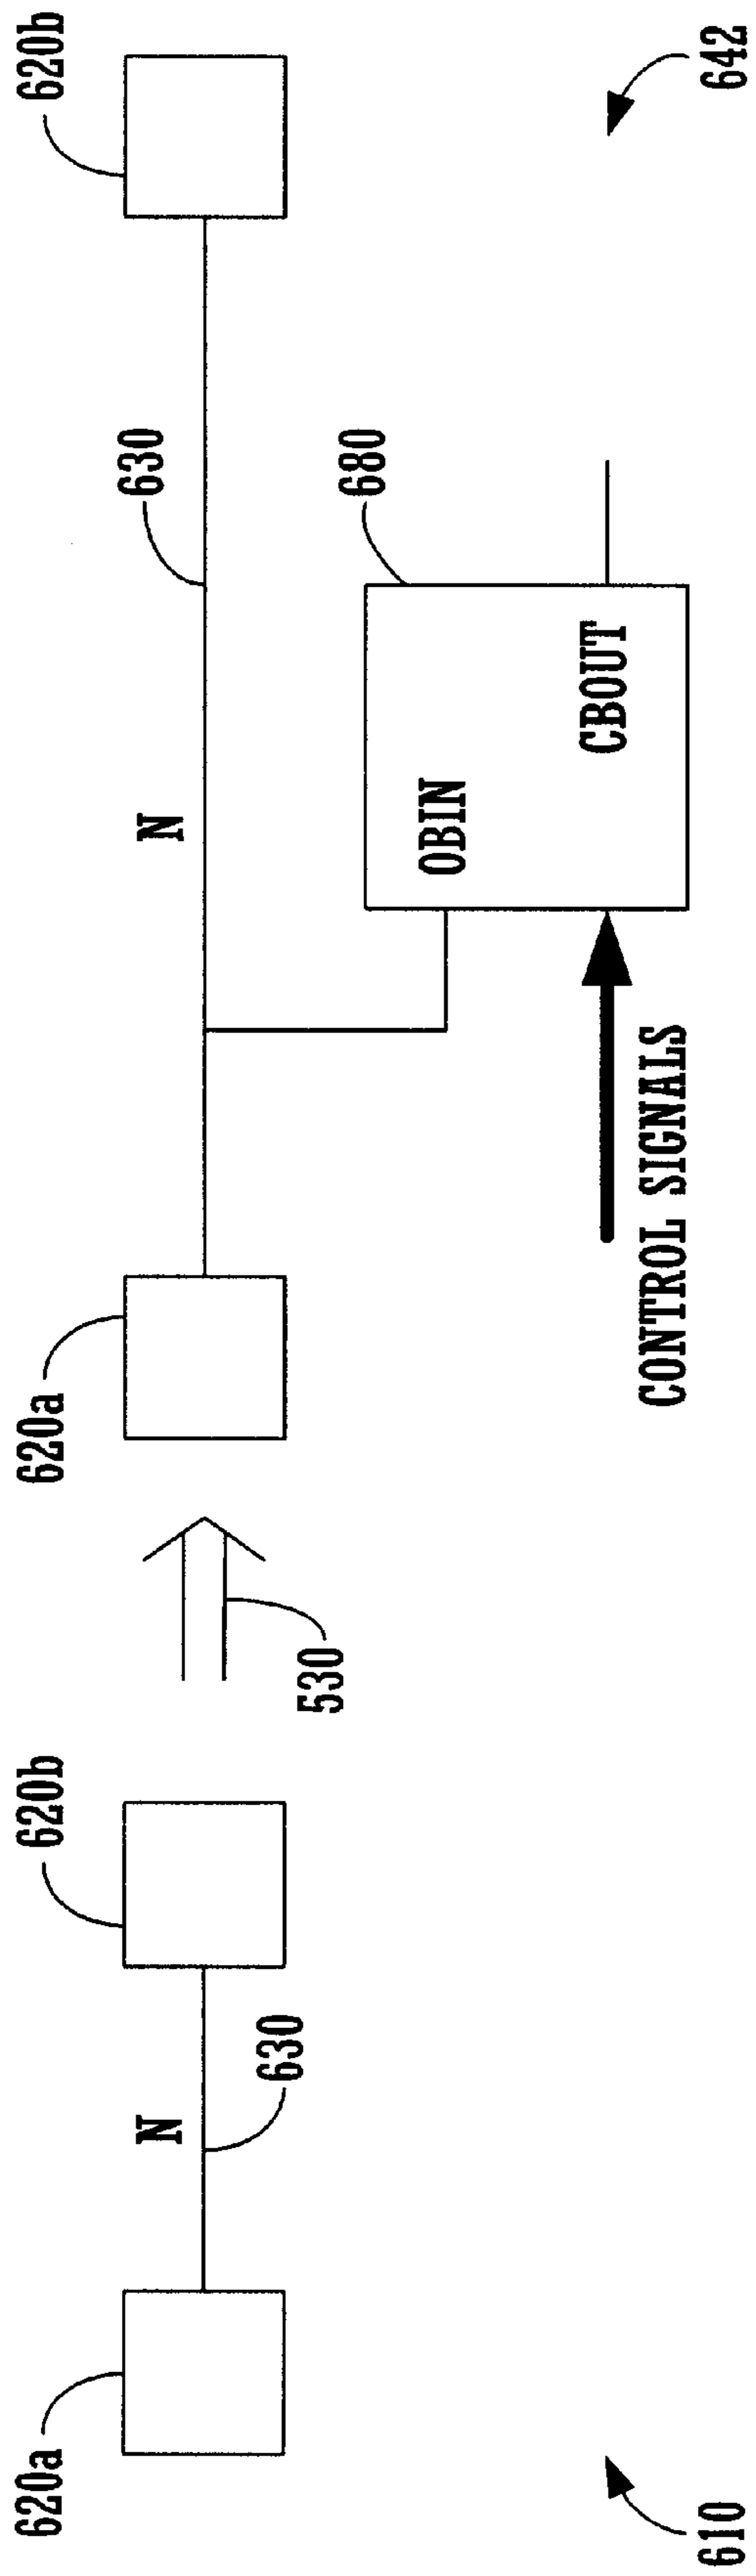 620a
620b
N
630
610
530
620a
620b
N
630
680
OBIN
CBOUT
CONTROL SIGNALS
642